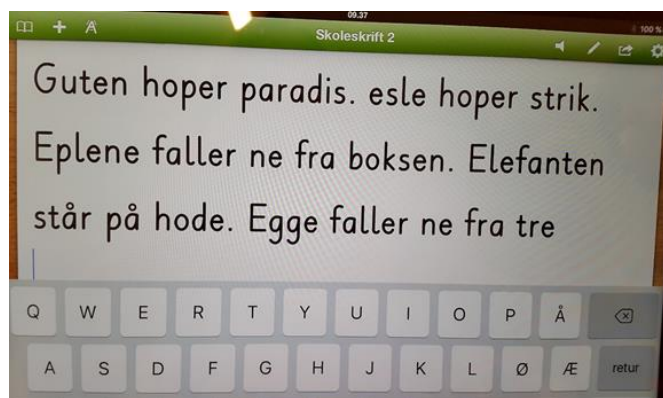 09.37
100 %
Skoleskrift 2
Guten hoper paradis. esle hoper strik.
Eplene faller ne fra boksen. Elefanten
står på hode. Egge faller ne fra tre
Q W E R T Y U I O P Å
A S D F G H J K L Ø Æ retur